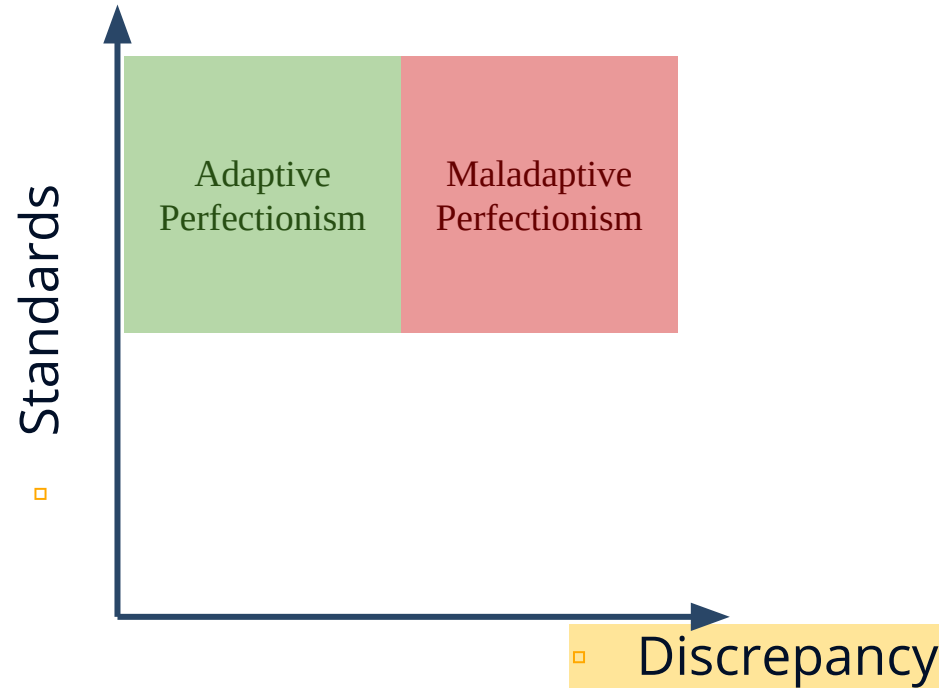 Adaptive
Perfectionism
Maladaptive
Perfectionism
Standards
Discrepancy